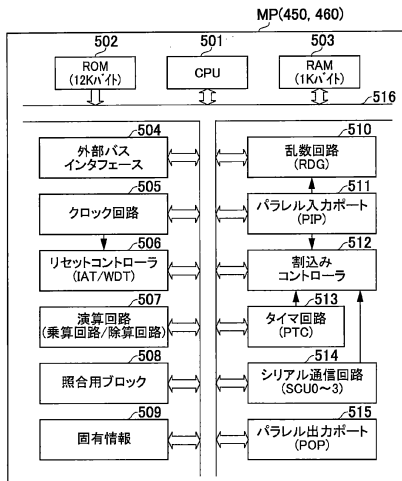 MP(450, 460)
502
501
503
ROM
(12Kバイト)
CPU
RAM
(1Kバイト)
516
504
外部バス
インタフェース
505
クロック回路
506
リセットコントローラ
(IAT/WDT)
507
演算回路
(乗算回路/除算回路)
508
照合用ブロック
509
固有情報
510
乱数回路
(RDG)
511
パラレル入力ポート
(PIP)
512
割込み
コントローラ
513
タイマ回路
(PTC)
514
シリアル通信回路
(SCU0～3)
515
パラレル出力ポート
(POP)